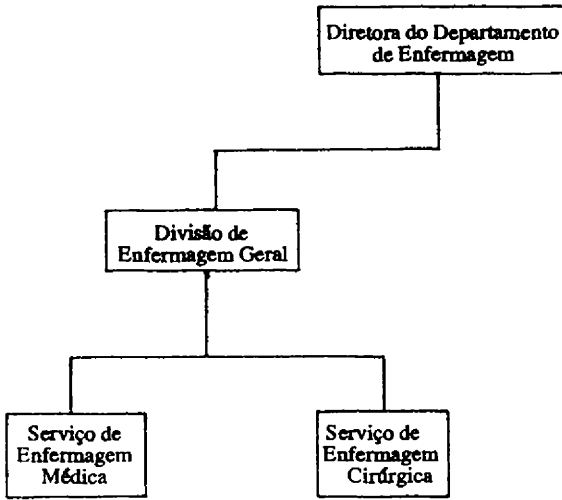 Diretora do Departamento
de Enfermagem
Divisão de
Enfermagem Geral
Serviço de
Enfermagem
Médica
Serviço de
Enfermagem
Cirúrgica